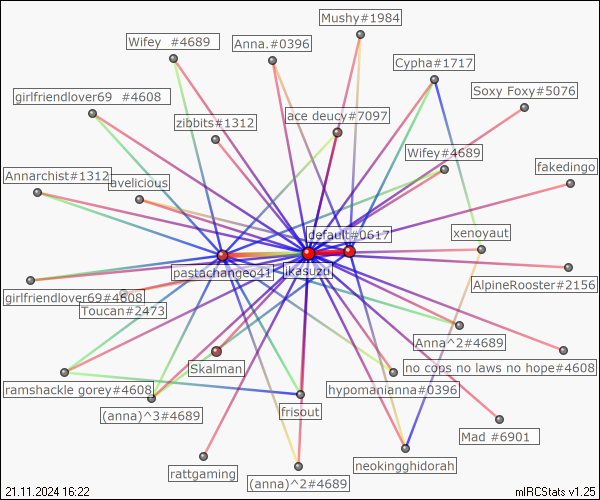 Mushy#1984
Wifey #4689
Anna.#0396
Cypha#1717
Soxy Foxy#5076
girlfriendlover69 #4608
ace deucy#7097
zibbits#1312
Wifey#4689
fakedingo
Annarchist#1312
avelicious
default#0617
xenoyaut
pastachangeo41
ikasuzu
AlpineRooster#2156
girlfriendlover69#4608
Toucan#2473
Anna^2#4689
Skalman
no cops no laws no hope#4608
ramshackle gorey#4608
hypomanianna#0396
(anna)^3#4689
frisout
Mad #6901
neokingghidorah
rattgaming
(anna)^2#4689
21.11.2024 16:22
mIRCStats v1.25